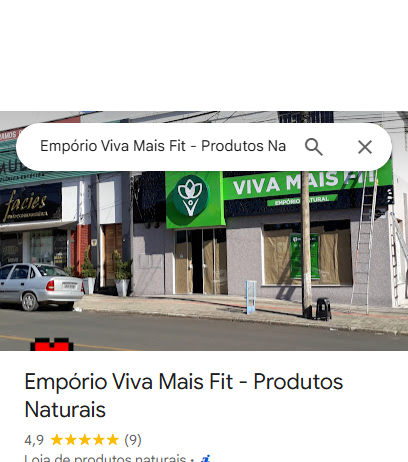 Empório Viva Mais Fit - Produtos Na
facies
VIVA MAIS FIT!
EMPÓRIO NATURAL
Empório Viva Mais Fit - Produtos
Naturais
4,9 ★★★★★ (9)
Loja de produtos naturais ·